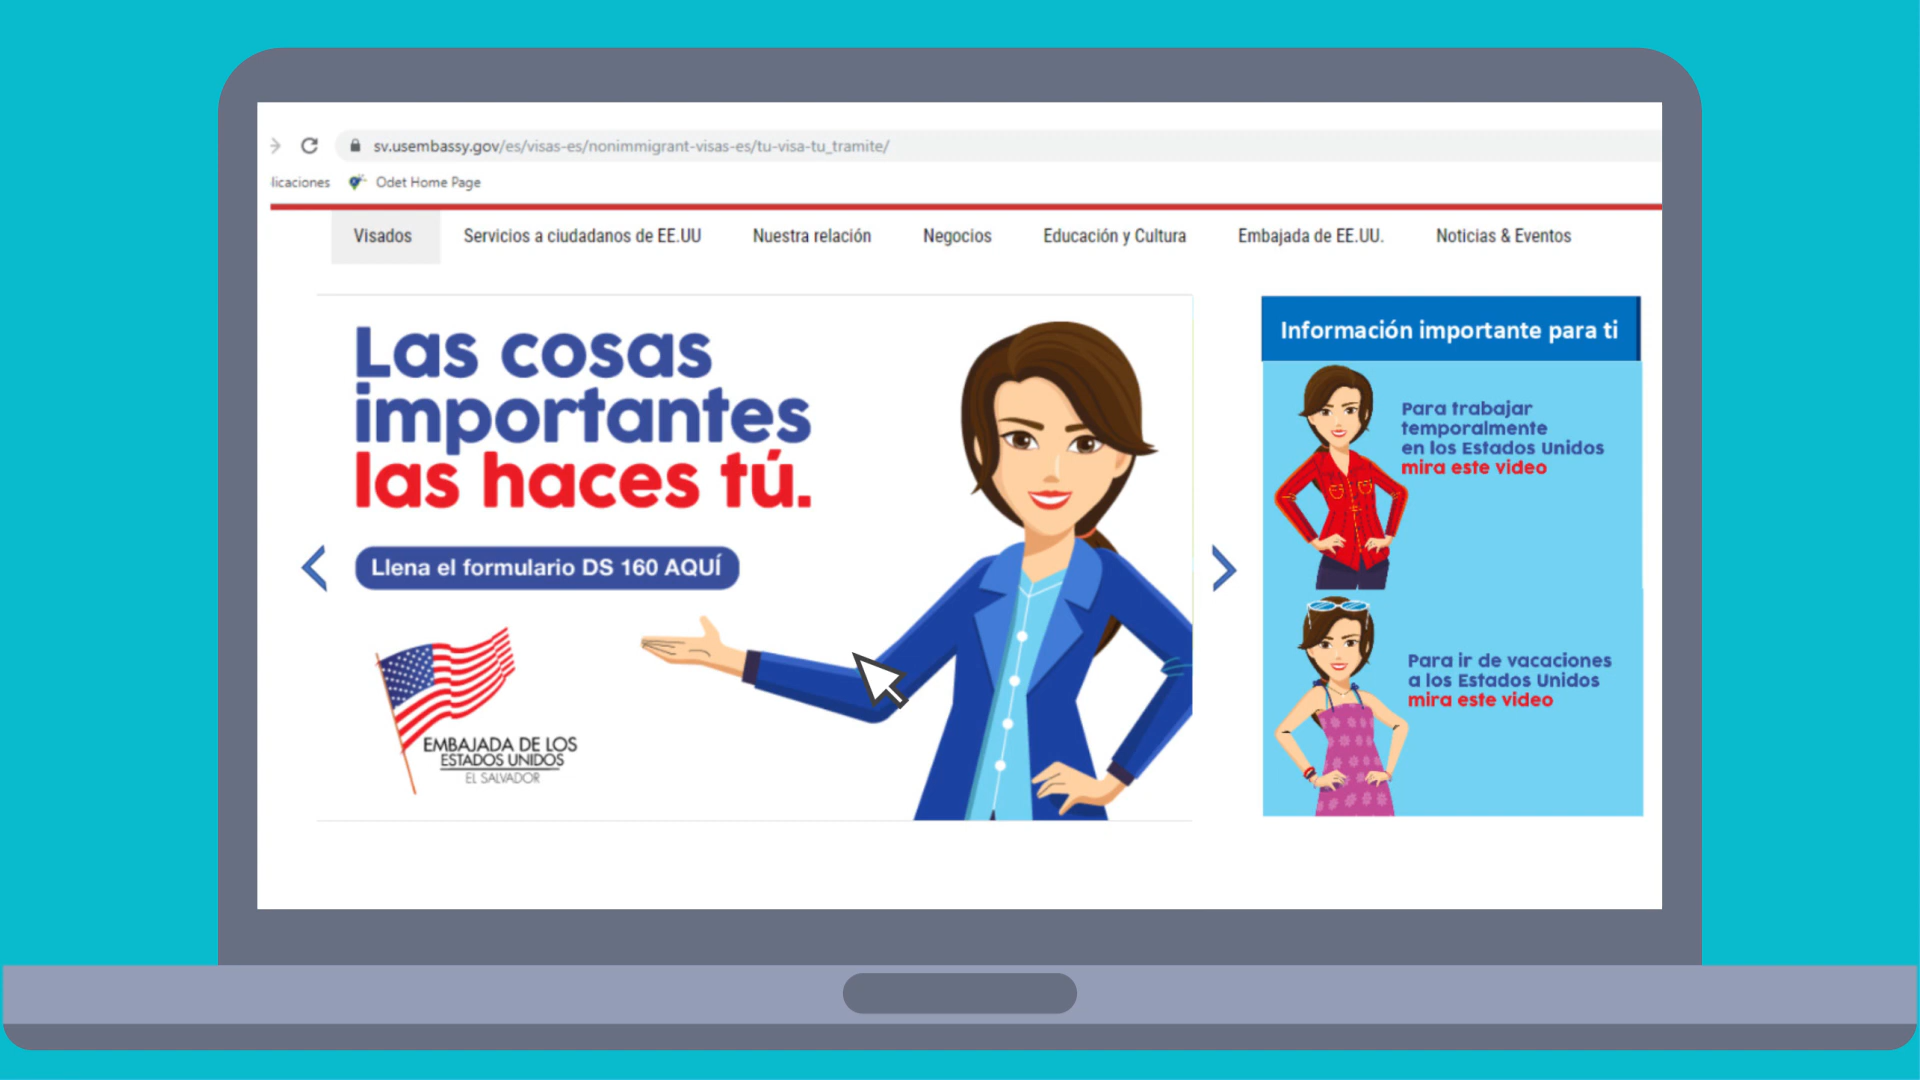 sv.usembassy.gov/es/visas-es/nonimmigrant-visas-es/tu-visa-tu_tramite/
licaciones Odet Home Page
Visados Servicios a ciudadanos de EE.UU Nuestra relación Negocios Educación y Cultura Embajada de EE.UU. Noticias & Eventos
Las cosas
importantes
las haces tú.
Llena el formulario DS 160 AQUÍ
EMBAJADA DE LOS
ESTADOS UNIDOS
EL SALVADOR
Información importante para ti
Para trabajar
temporalmente
en los Estados Unidos
mira este video
Para ir de vacaciones
a los Estados Unidos
mira este video